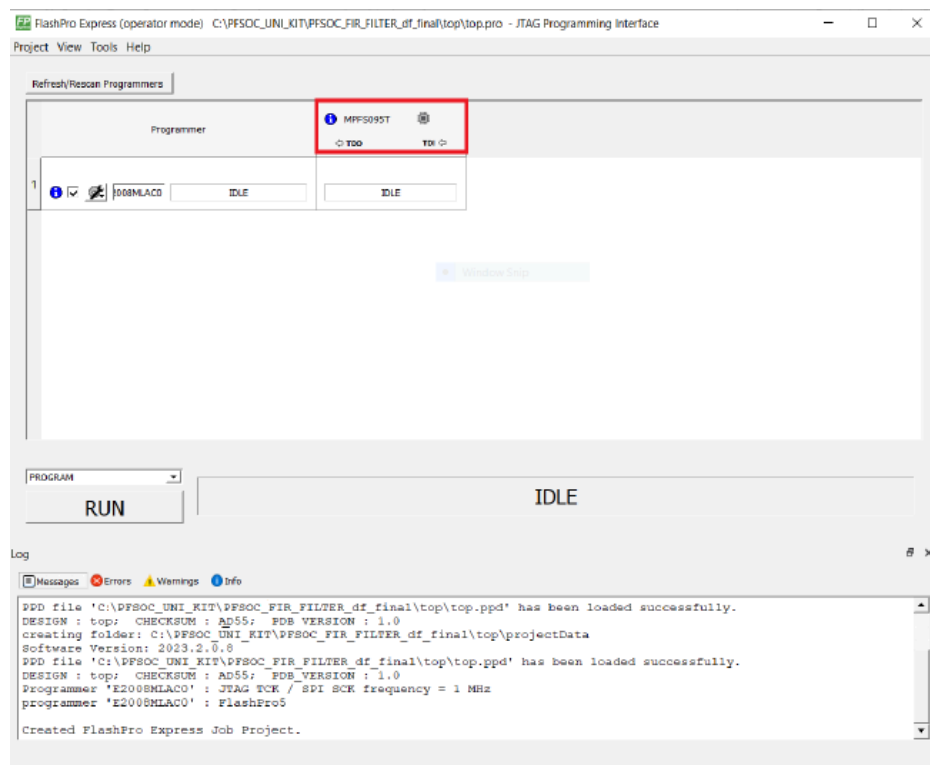 FP FlashPro Express (operator mode) C:\PFSOC_UNI_KIT\PFSOC_FIR_FILTER_df_final\top\top.pro - JTAG Programming Interface
Project View Tools Help
Refresh/Rescan Programmers
Programmer
MPFS095T
TDO TDI
1
2008MLAC0 IDLE IDLE
Window Snip
PROGRAM
RUN
IDLE
Log
Messages Errors Warnings Info
PPD file 'C:\PFSOC_UNI_KIT\PFSOC_FIR_FILTER_df_final\top\top.ppd' has been loaded successfully.
DESIGN : top; CHECKSUM : AD55; PDB VERSION : 1.0
creating folder: C:\PFSOC_UNI_KIT\PFSOC_FIR_FILTER_df_final\top\projectData
Software Version: 2023.2.0.8
PPD file 'C:\PFSOC_UNI_KIT\PFSOC_FIR_FILTER_df_final\top\top.ppd' has been loaded successfully.
DESIGN : top; CHECKSUM : AD55; PDB VERSION : 1.0
Programmer 'E2008MLAC0' : JTAG TCK / SPI SCK frequency = 1 MHz
programmer 'E2008MLAC0' : FlashPro5
Created FlashPro Express Job Project.